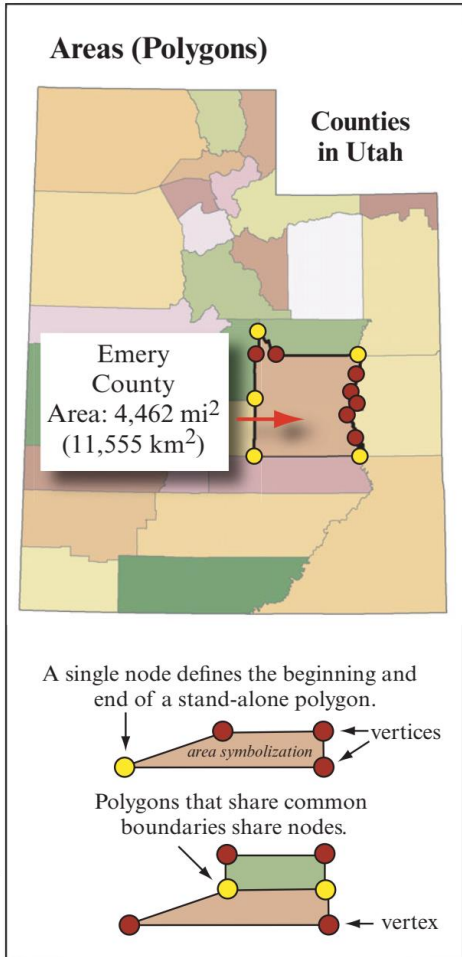 Areas (Polygons)
Counties
in Utah
Emery
County
Area: 4,462 mi²
(11,555 km²)
A single node defines the beginning and
end of a stand-alone polygon.
vertices
area symbolization
Polygons that share common
boundaries share nodes.
vertex